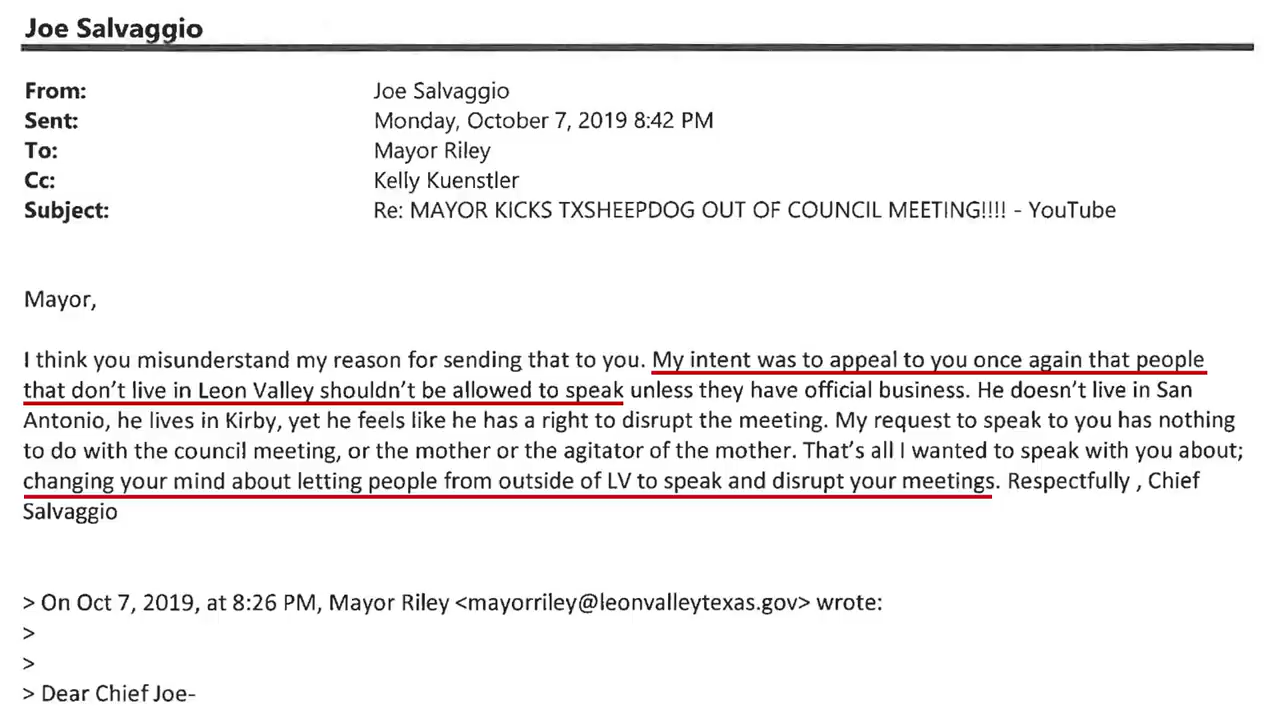 Joe Salvaggio
From: Joe Salvaggio
Sent: Monday, October 7, 2019 8:42 PM
To: Mayor Riley
Cc: Kelly Kuenstler
Subject: Re: MAYOR KICKS TXSHEEPDOG OUT OF COUNCIL MEETING!!!! - YouTube
Mayor,
I think you misunderstand my reason for sending that to you. My intent was to appeal to you once again that people
that don't live in Leon Valley shouldn't be allowed to speak unless they have official business. He doesn't live in San
Antonio, he lives in Kirby, yet he feels like he has a right to disrupt the meeting. My request to speak to you has nothing
to do with the council meeting, or the mother or the agitator of the mother. That's all I wanted to speak with you about;
changing your mind about letting people from outside of LV to speak and disrupt your meetings. Respectfully , Chief
Salvaggio
> On Oct 7, 2019, at 8:26 PM, Mayor Riley <mayorriley@leonvalleytexas.gov> wrote:
>
>
> Dear Chief Joe-